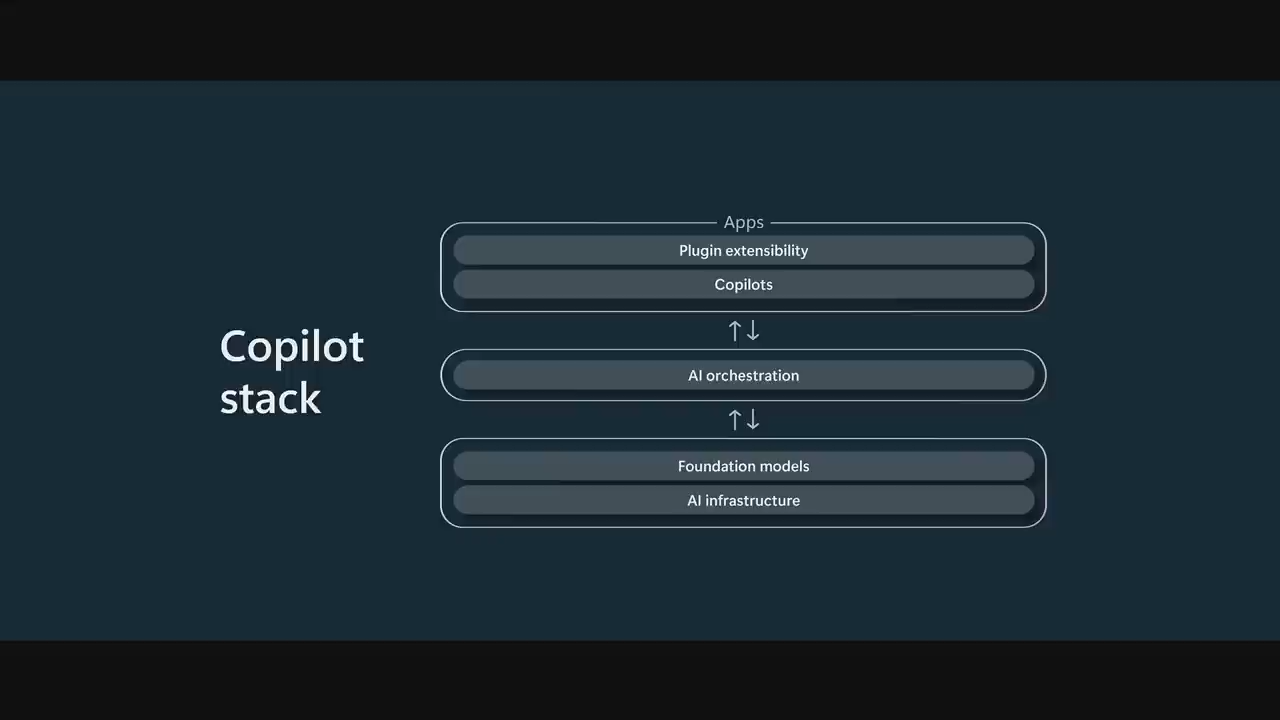 Copilot
stack
Apps
Plugin extensibility
Copilots
↑↓
AI orchestration
↑↓
Foundation models
AI infrastructure